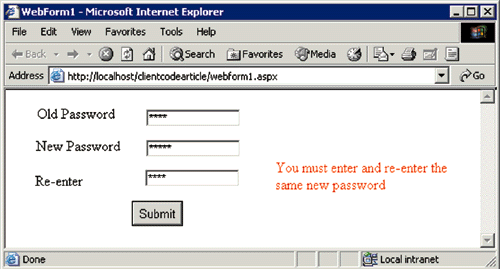 WebForm1 - Microsoft Internet Explorer
File Edit View Favorites Tools Help
Back Search Favorites Media
Address http://localhost/clientcodearticle/webform1.aspx Go
Old Password ****
New Password *****
Re-enter ****
You must enter and re-enter the
same new password
Submit
Done Local intranet